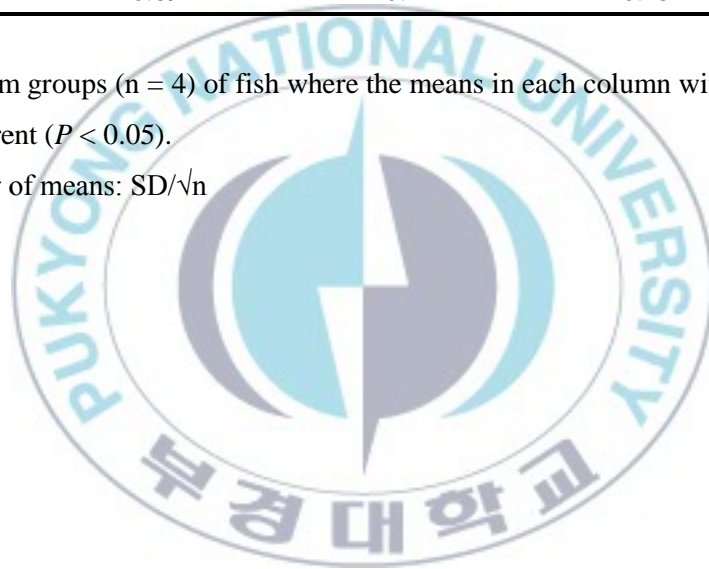 m groups (n = 4) of fish where the means in each column wi
rent (P < 0.05).
of means: SD/√n
PUKYONG NATIONAL UNIVERSITY
부경대학교